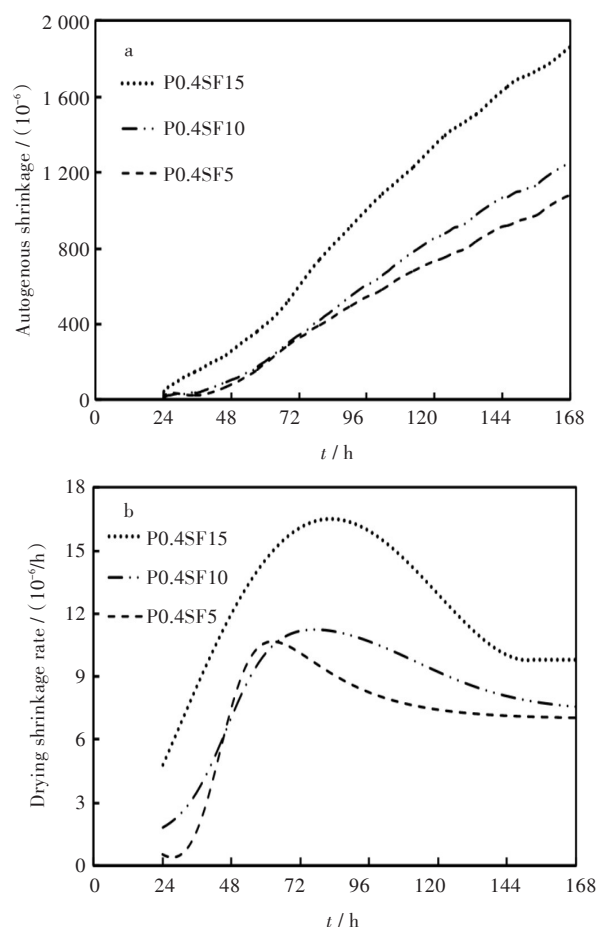 2 000
a
P0.4SF15
1 600
P0.4SF10
1 200
P0.4SF5
800
400
0
Autogenous shrinkage / (10⁻⁶)
0 24 48 72 96 120 144 168
t / h
18
b
P0.4SF15
15
P0.4SF10
12
P0.4SF5
9
6
3
0
Drying shrinkage rate / (10⁻⁶/h)
0 24 48 72 96 120 144 168
t / h